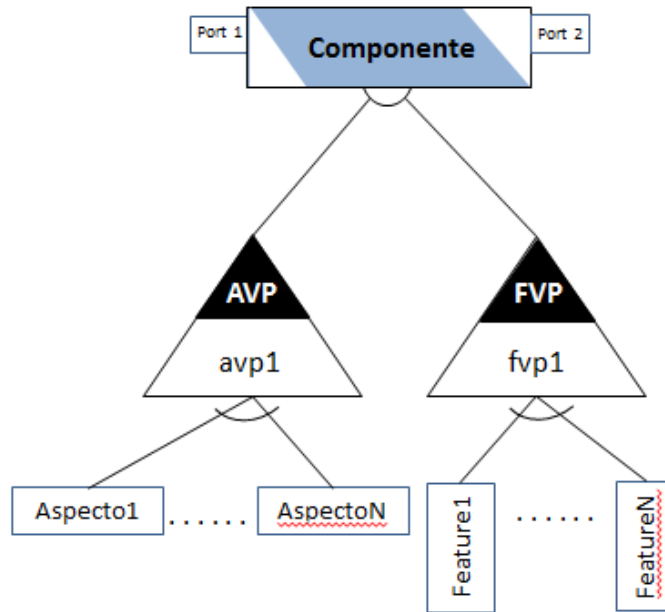 Port 1
Componente
Port 2
AVP
FVP
avp1
fvp1
Aspecto1
......
AspectoN
Feature1
......
FeatureN